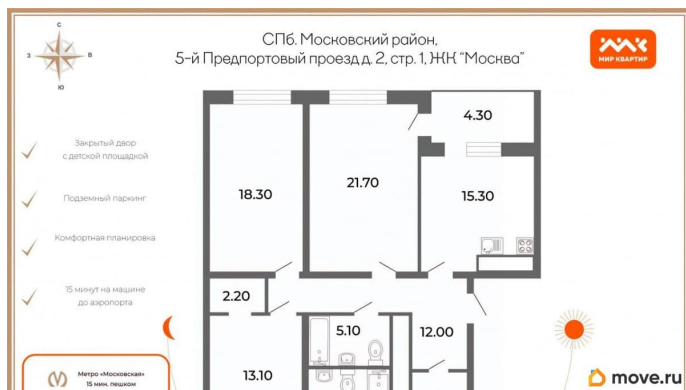 С
З
В
Ю
СПб. Московский район,
5-й Предпортовый проезд д. 2, стр. 1, ЖК "Москва"
МИР КВАРТИР
Закрытый двор
с детской площадкой
Подземный паркинг
Комфортная планировка
15 минут на машине
до аэропорта
Метро «Московская»
15 мин. пешком
18.30
21.70
4.30
15.30
2.20
5.10
12.00
13.10
move.ru